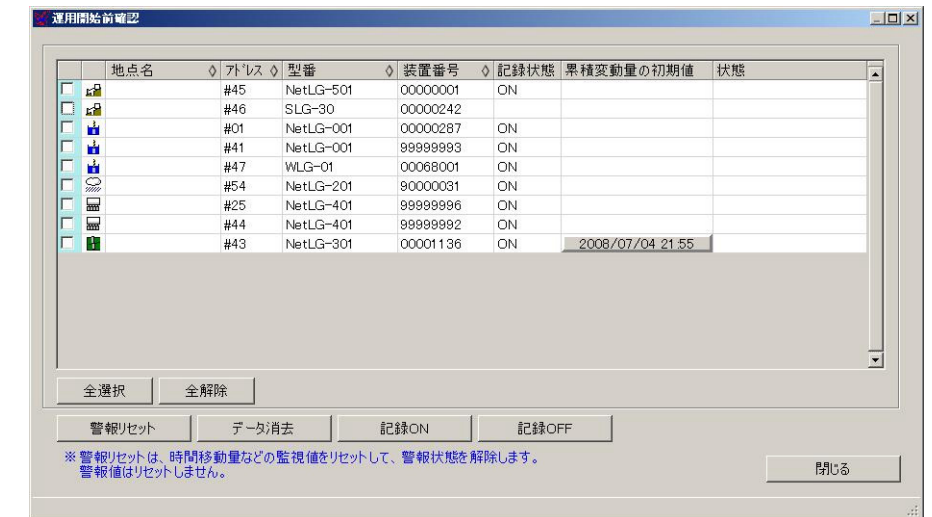 運用開始前確認
地点名 ◊ ｱﾄﾞﾚｽ ◊ 型番 ◊ 装置番号 ◊ 記録状態 累積変動量の初期値 状態
#45 NetLG-501 00000001 ON
#46 SLG-30 00000242
#01 NetLG-001 00000287 ON
#41 NetLG-001 99999993 ON
#47 WLG-01 00068001 ON
#54 NetLG-201 90000031 ON
#25 NetLG-401 99999996 ON
#44 NetLG-401 99999992 ON
#43 NetLG-301 00001136 ON 2008/07/04 21:55
全選択 全解除
警報ﾘｾｯﾄ ﾃﾞｰﾀ消去 記録ON 記録OFF
※ 警報ﾘｾｯﾄは、時間移動量などの監視値をﾘｾｯﾄして、警報状態を解除します。
警報値はﾘｾｯﾄしません。
閉じる